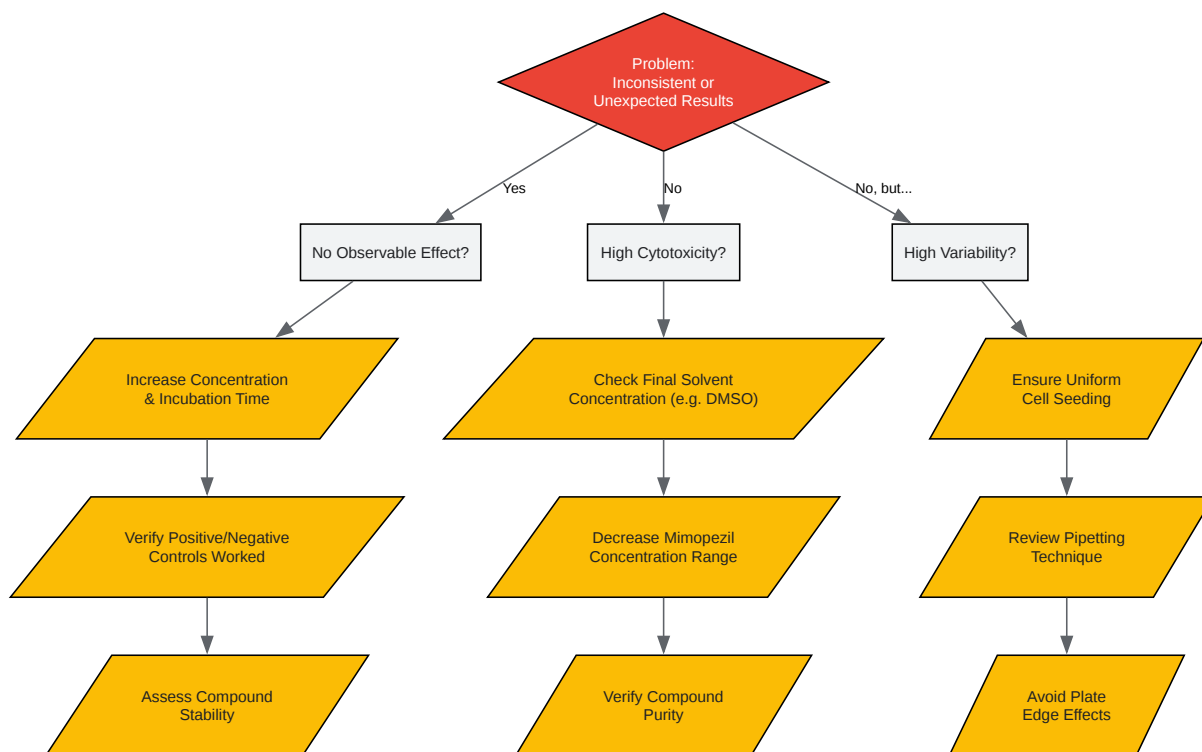 Problem:
Inconsistent or
Unexpected Results
Yes
No
No, but...
No Observable Effect?
High Cytotoxicity?
High Variability?
Increase Concentration
& Incubation Time
Check Final Solvent
Concentration (e.g. DMSO)
Ensure Uniform
Cell Seeding
Verify Positive/Negative
Controls Worked
Decrease Mimopezil
Concentration Range
Review Pipetting
Technique
Assess Compound
Stability
Verify Compound
Purity
Avoid Plate
Edge Effects